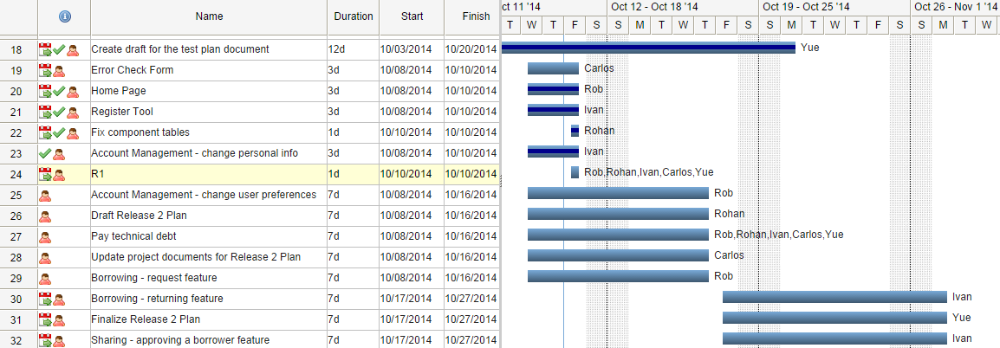 ct 11 '14 Oct 12 - Oct 18 '14 Oct 19 - Oct 25 '14 Oct 26 - Nov 1 '14
Name Duration Start Finish
T W T F S S M T W T F S S M T W T F S S M T W
18 Create draft for the test plan document 12d 10/03/2014 10/20/2014 Yue
19 Error Check Form 3d 10/08/2014 10/10/2014 Carlos
20 Home Page 3d 10/08/2014 10/10/2014 Rob
21 Register Tool 3d 10/08/2014 10/10/2014 Ivan
22 Fix component tables 1d 10/10/2014 10/10/2014 Rohan
23 Account Management - change personal info 3d 10/08/2014 10/10/2014 Ivan
24 R1 1d 10/10/2014 10/10/2014 Rob,Rohan,Ivan,Carlos,Yue
25 Account Management - change user preferences 7d 10/08/2014 10/16/2014 Rob
26 Draft Release 2 Plan 7d 10/08/2014 10/16/2014 Rohan
27 Pay technical debt 7d 10/08/2014 10/16/2014 Rob,Rohan,Ivan,Carlos,Yue
28 Update project documents for Release 2 Plan 7d 10/08/2014 10/16/2014 Carlos
29 Borrowing - request feature 7d 10/08/2014 10/16/2014 Rob
30 Borrowing - returning feature 7d 10/17/2014 10/27/2014 Ivan
31 Finalize Release 2 Plan 7d 10/17/2014 10/27/2014 Yue
32 Sharing - approving a borrower feature 7d 10/17/2014 10/27/2014 Ivan